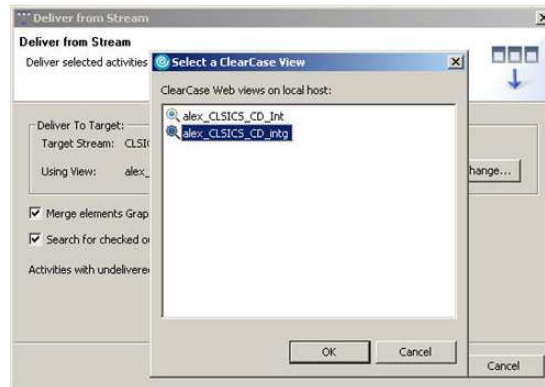 Deliver from Stream
Deliver from Stream
Deliver selected activities
Select a ClearCase View
ClearCase Web views on local host:
alex_CLSICS_CD_Int
alex_CLSICS_CD_intg
Deliver To Target:
Target Stream: CLSIC
Using View: alex_
hange...
Merge elements Grap
Search for checked o
Activities with undelivere
OK
Cancel
Cancel